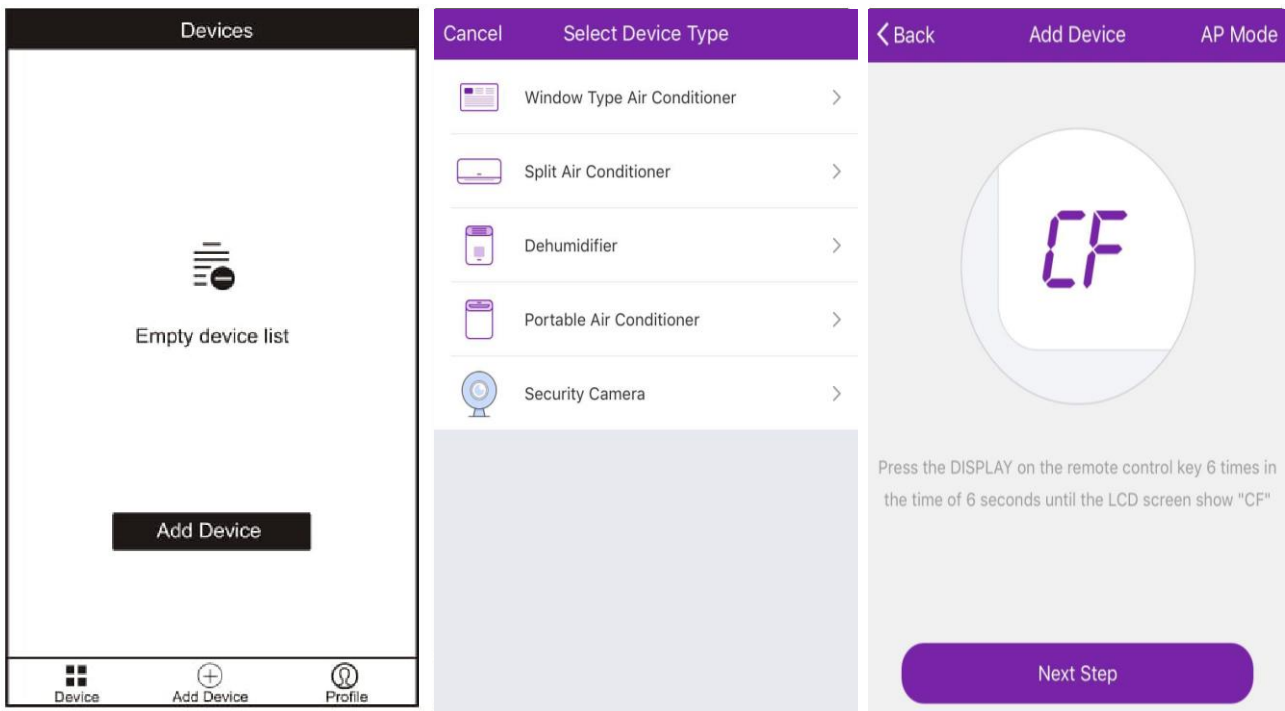 Devices
Empty device list
Add Device
Device
Add Device
Profile
Cancel
Select Device Type
Window Type Air Conditioner
Split Air Conditioner
Dehumidifier
Portable Air Conditioner
Security Camera
Back
Add Device
AP Mode
CF
Press the DISPLAY on the remote control key 6 times in
the time of 6 seconds until the LCD screen show "CF"
Next Step